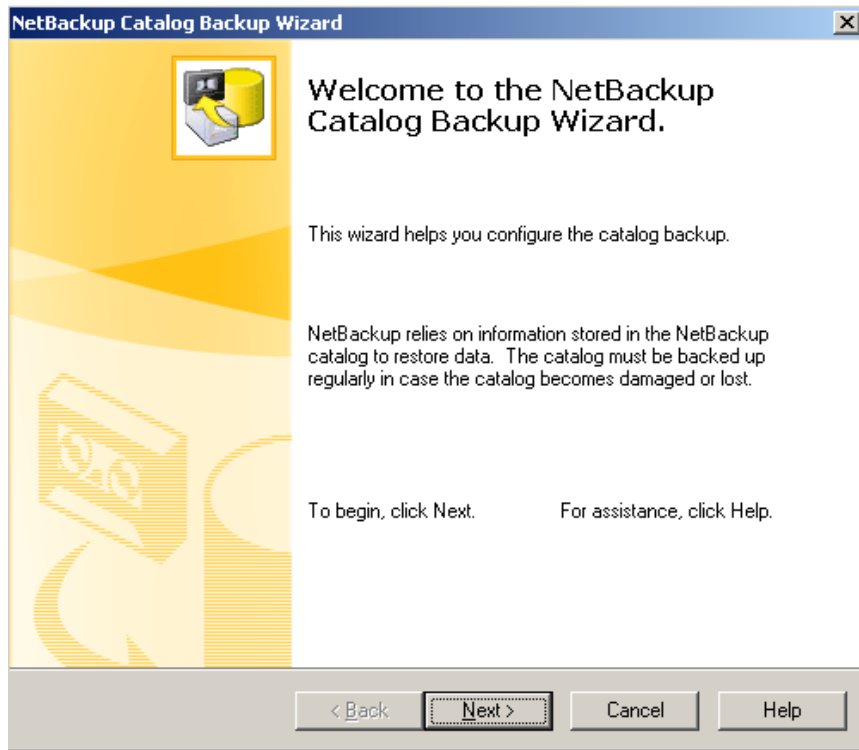 NetBackup Catalog Backup Wizard
Welcome to the NetBackup
Catalog Backup Wizard.
This wizard helps you configure the catalog backup.
NetBackup relies on information stored in the NetBackup
catalog to restore data.  The catalog must be backed up
regularly in case the catalog becomes damaged or lost.
To begin, click Next. For assistance, click Help.
< Back Next > Cancel Help